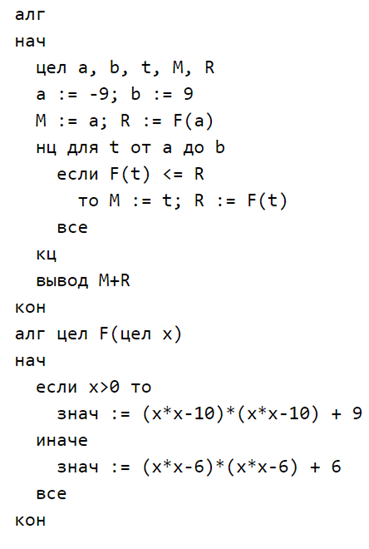 алг
нач
цел a, b, t, M, R
a := -9; b := 9
M := a; R := F(a)
нц для t от a до b
если F(t) <= R
то M := t; R := F(t)
все
кц
вывод M+R
кон
алг цел F(цел x)
нач
если x>0 то
знач := (x*x-10)*(x*x-10) + 9
иначе
знач := (x*x-6)*(x*x-6) + 6
все
кон